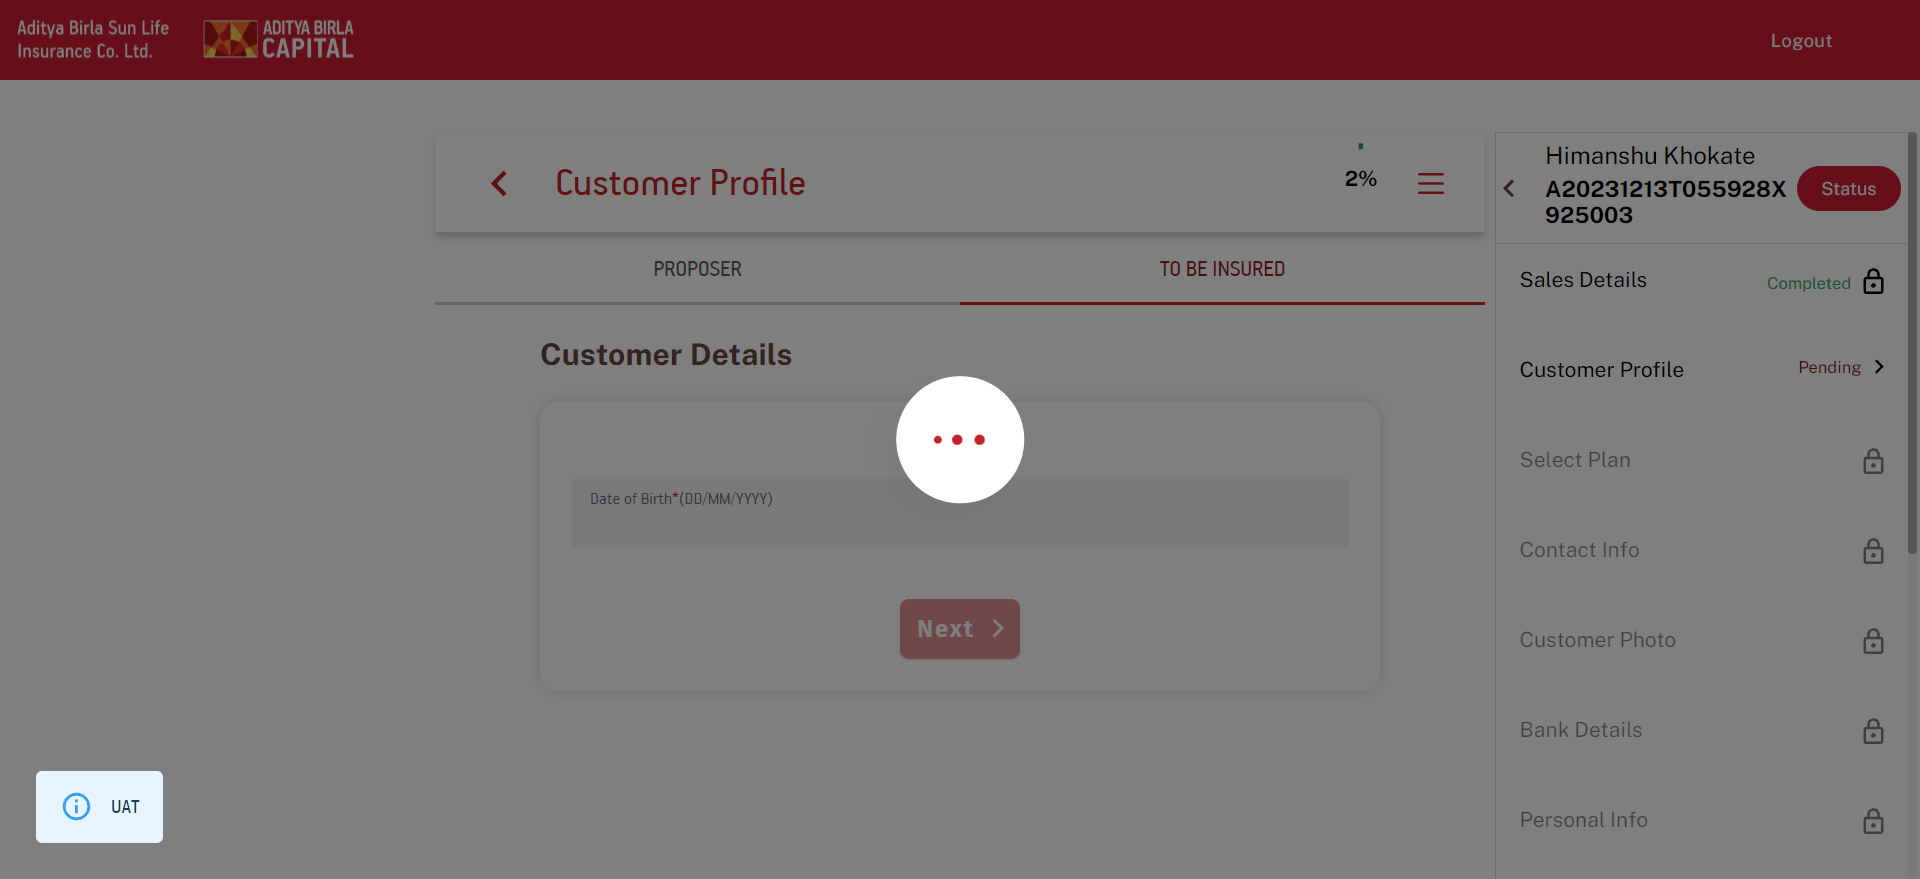 Aditya Birla Sun Life
Insurance Co. Ltd.
ADITYA BIRLA
CAPITAL
Logout
Customer Profile
2%
PROPOSER
TO BE INSURED
Customer Details
Date of Birth*(DD/MM/YYYY)
Next
UAT
Himanshu Khokate
A20231213T055928X
925003
Status
Sales Details
Completed
Customer Profile
Pending
Select Plan
Contact Info
Customer Photo
Bank Details
Personal Info